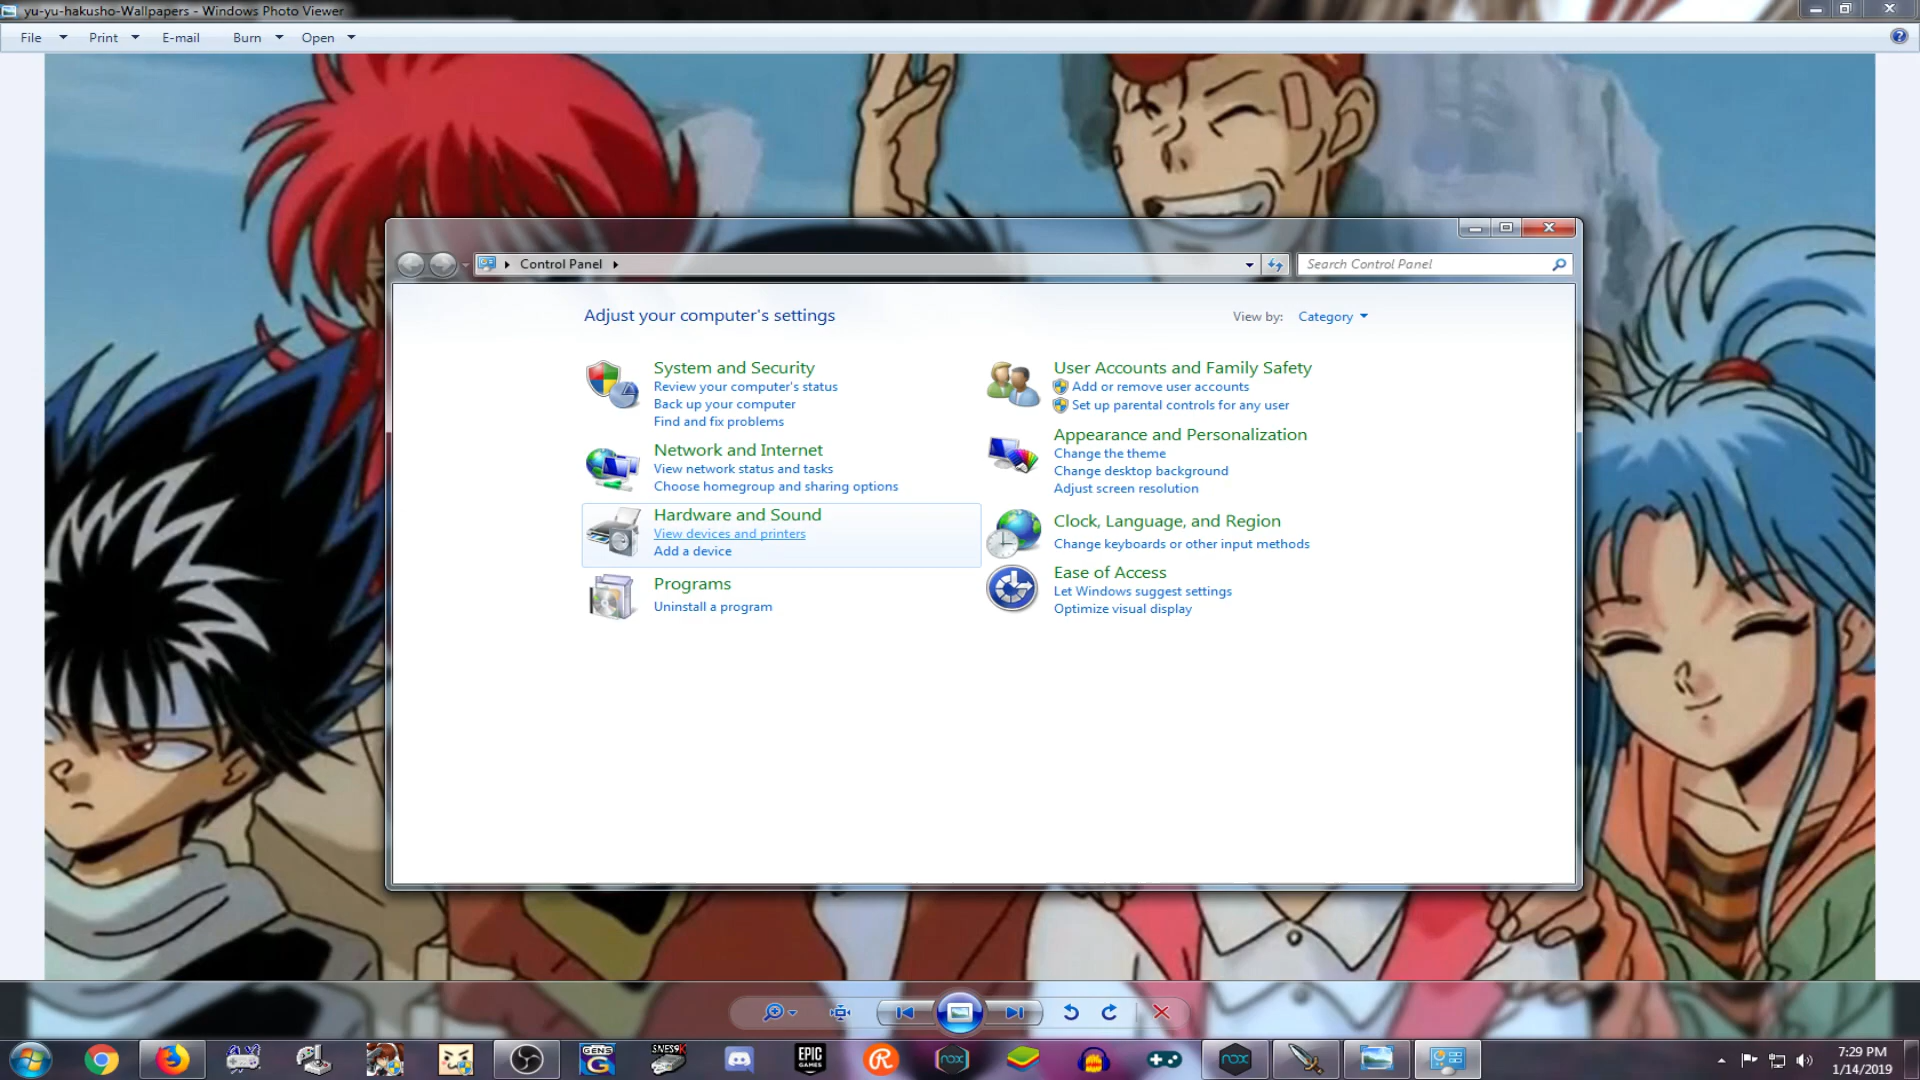 yu-yu-hakusho-Wallpapers - Windows Photo Viewer
File Print E-mail Burn Open
Control Panel
Search Control Panel
Adjust your computer's settings
View by: Category
System and Security
Review your computer's status
Back up your computer
Find and fix problems
Network and Internet
View network status and tasks
Choose homegroup and sharing options
Hardware and Sound
View devices and printers
Add a device
Programs
Uninstall a program
User Accounts and Family Safety
Add or remove user accounts
Set up parental controls for any user
Appearance and Personalization
Change the theme
Change desktop background
Adjust screen resolution
Clock, Language, and Region
Change keyboards or other input methods
Ease of Access
Let Windows suggest settings
Optimize visual display
GENS
SNES9X
EPIC
GAMES
nox
nox
7:29 PM
1/14/2019